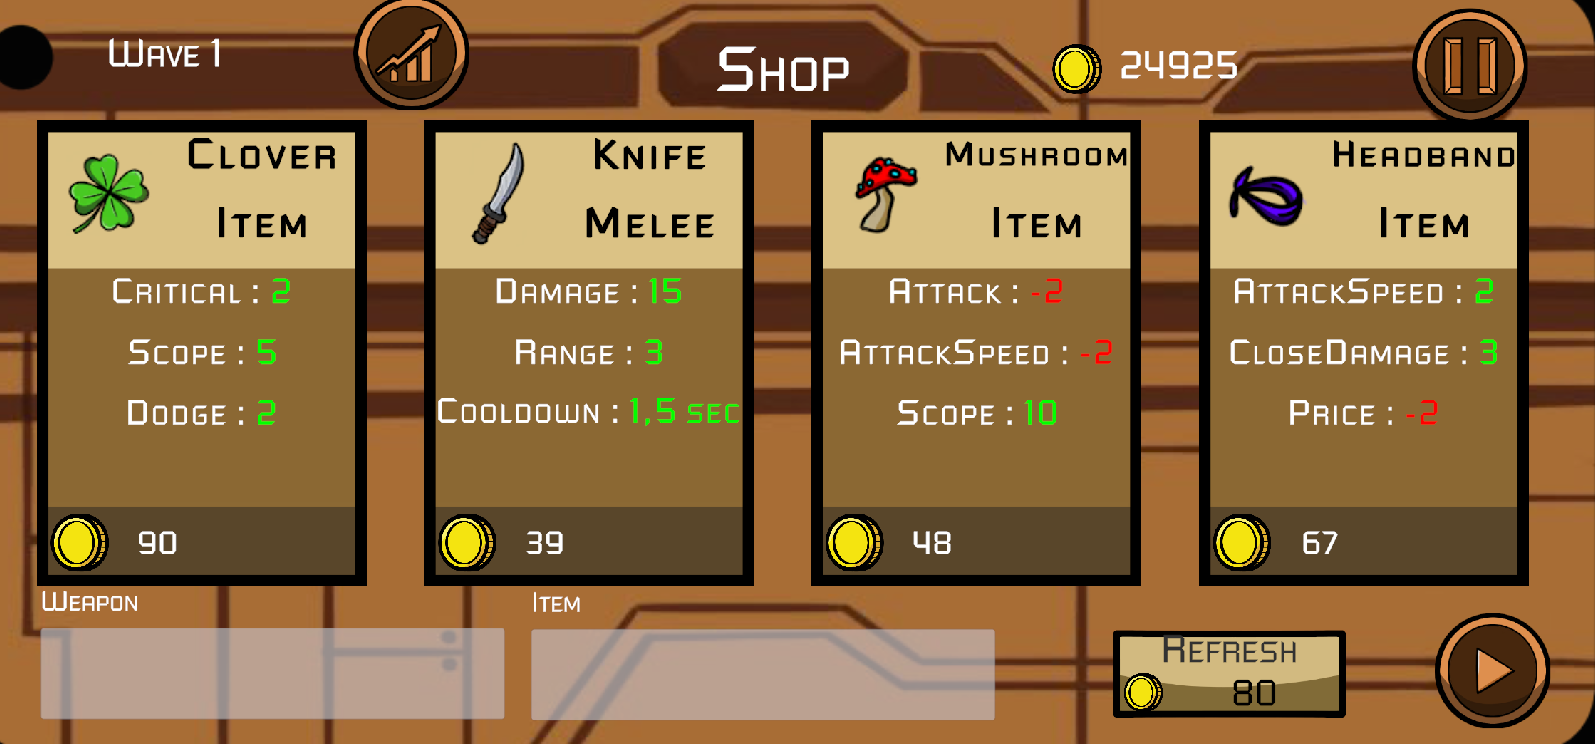 Wave 1
Shop
24925
Clover
Item
Critical : 2
Scope : 5
Dodge : 2
90
Knife
Melee
Damage : 15
Range : 3
Cooldown : 1,5 sec
39
Mushroom
Item
Attack : -2
AttackSpeed : -2
Scope : 10
48
Headband
Item
AttackSpeed : 2
CloseDamage : 3
Price : -2
67
Weapon
Item
Refresh
80